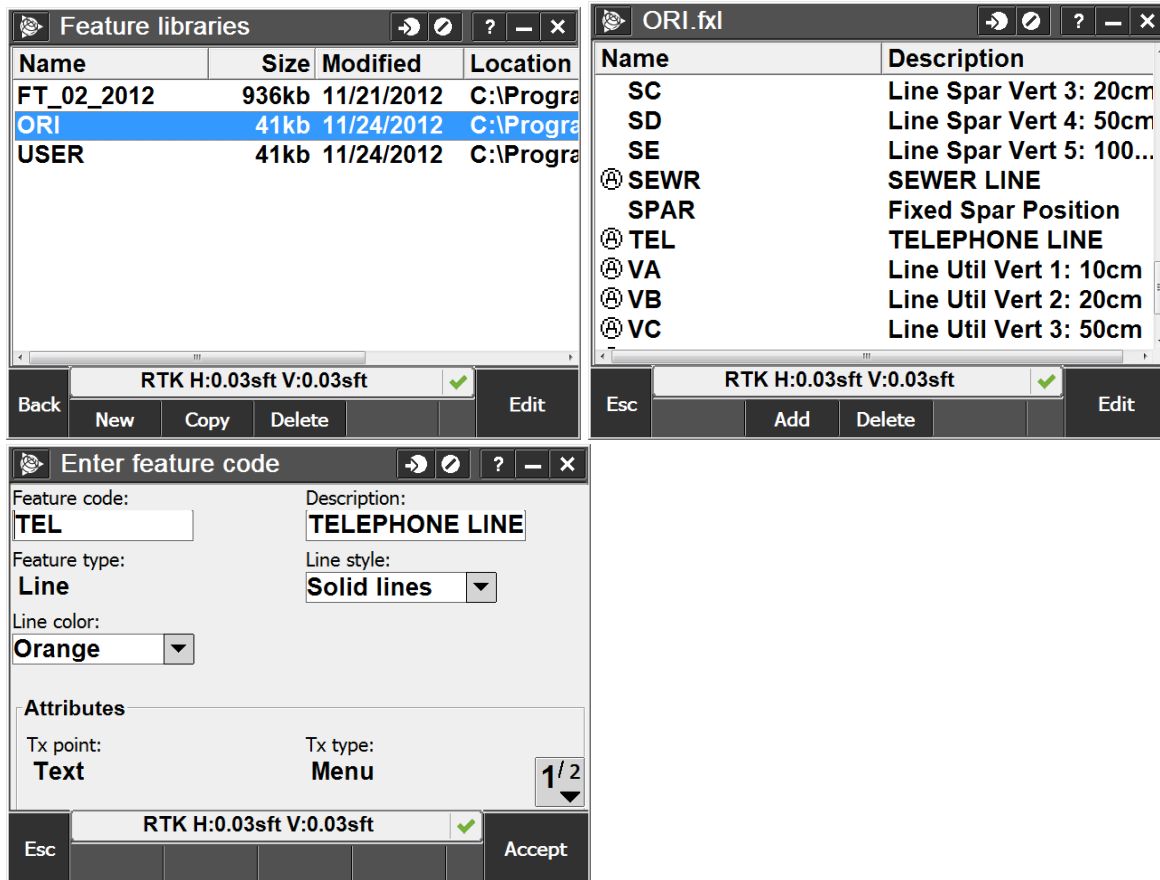 Feature libraries ? – ×
Name Size Modified Location
FT_02_2012 936kb 11/21/2012 C:\Progra
ORI 41kb 11/24/2012 C:\Progra
USER 41kb 11/24/2012 C:\Progra
RTK H:0.03sft V:0.03sft
Back New Copy Delete Edit
ORI.fxl ? – ×
Name Description
SC Line Spar Vert 3: 20cm
SD Line Spar Vert 4: 50cm
SE Line Spar Vert 5: 100...
Ⓐ SEWR SEWER LINE
SPAR Fixed Spar Position
Ⓐ TEL TELEPHONE LINE
Ⓐ VA Line Util Vert 1: 10cm
Ⓐ VB Line Util Vert 2: 20cm
Ⓐ VC Line Util Vert 3: 50cm
RTK H:0.03sft V:0.03sft
Esc Add Delete Edit
Enter feature code ? – ×
Feature code: Description:
TEL TELEPHONE LINE
Feature type: Line style:
Line Solid lines
Line color:
Orange
Attributes
Tx point: Tx type:
Text Menu
1/2
RTK H:0.03sft V:0.03sft
Esc Accept